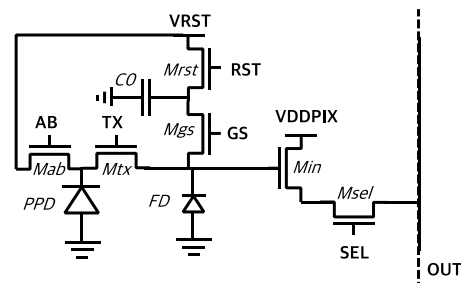 VRST
C0 Mrst RST
AB TX Mgs GS VDDPIX
Mab Mtx Min
PPD FD Msel
SEL
OUT